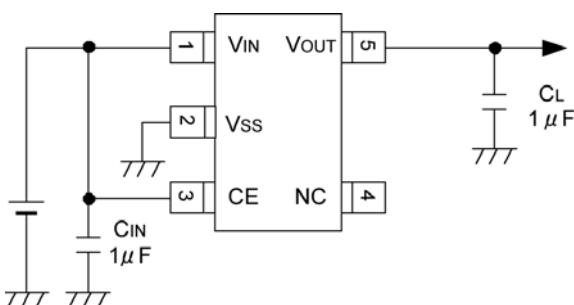 1 VIN VOUT 5
2 VSS
3 CE NC 4
CIN
1μF
CL
1μF